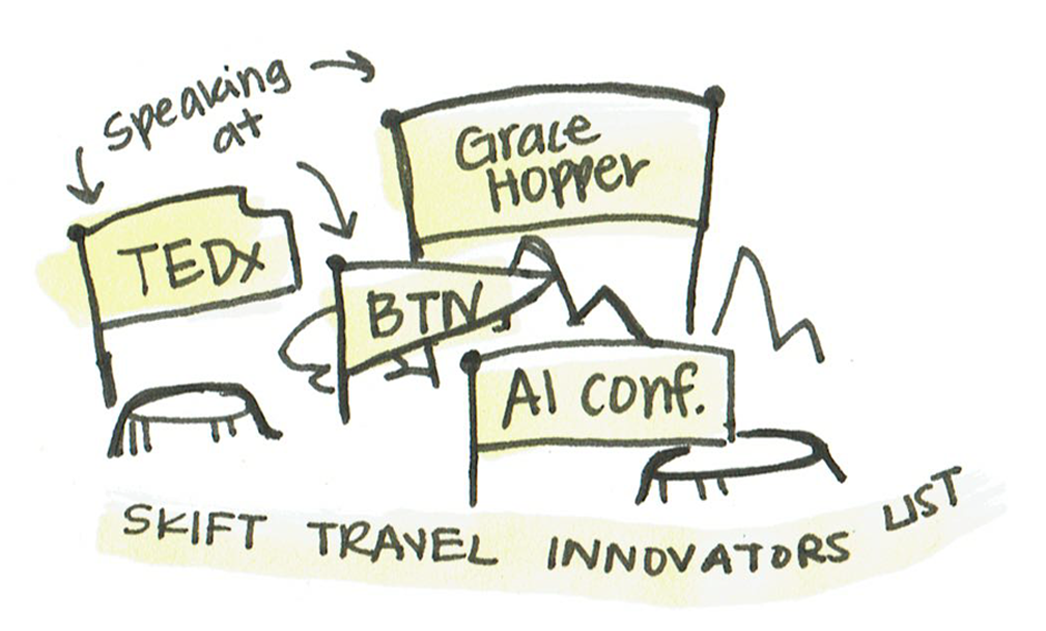 Speaking
at
Grace
Hopper
TEDx
BTN
AI conf.
SKIFT TRAVEL INNOVATORS LIST